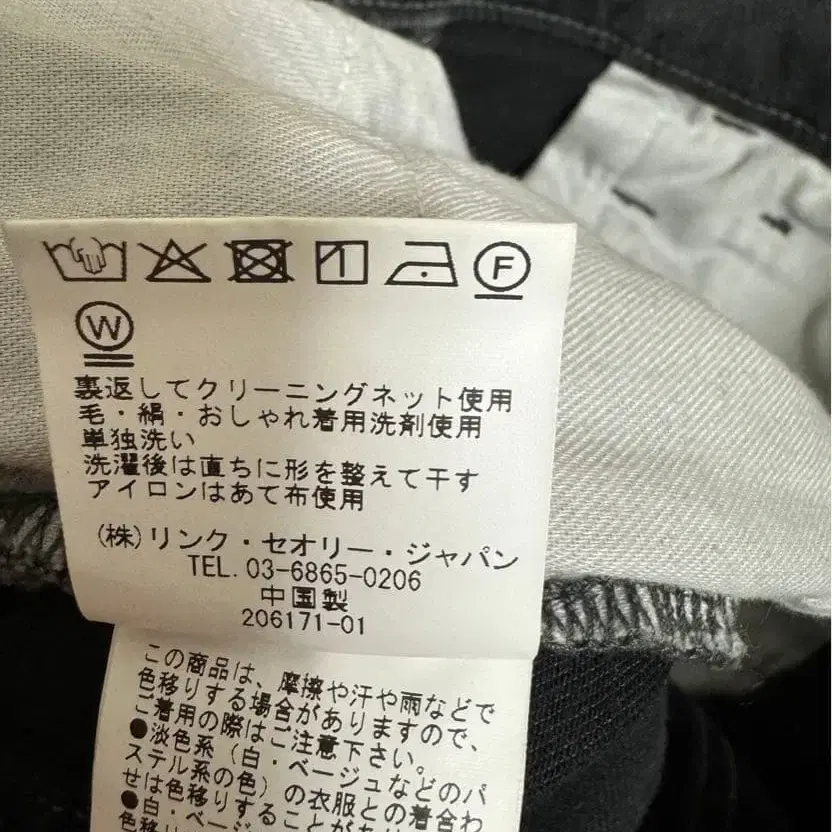 F
W
裏返してクリーニングネット使用
毛・絹・おしゃれ着用洗剤使用
単独洗い
洗濯後は直ちに形を整えて干す
アイロンはあて布使用
(株)リンク・セオリー・ジャパン
TEL.03-6865-0206
中国製
206171-01
この商品は、摩擦や汗や雨などで
色移りする場合がありますので、
ご着用の際はご注意下さい。
●淡色系(白・ベージュなどのパ
ステル系の色)の衣服との着合わ
せは色移りすることがあ
●白・ベージ